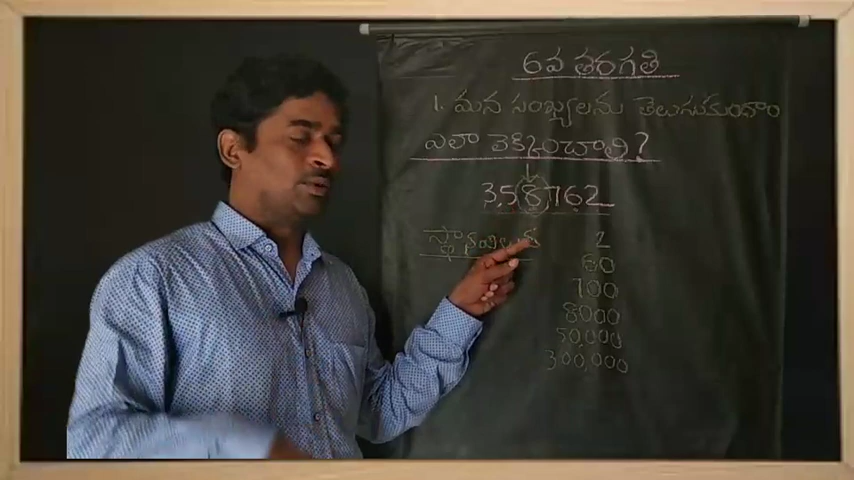 6వ తరగతి
1. మన సంఖ్యలను తెలుసుకుందాం
ఎలా లెక్కించాలి?
3,58,762
స్థానవిలువ
2
60
700
8000
50,000
300,000